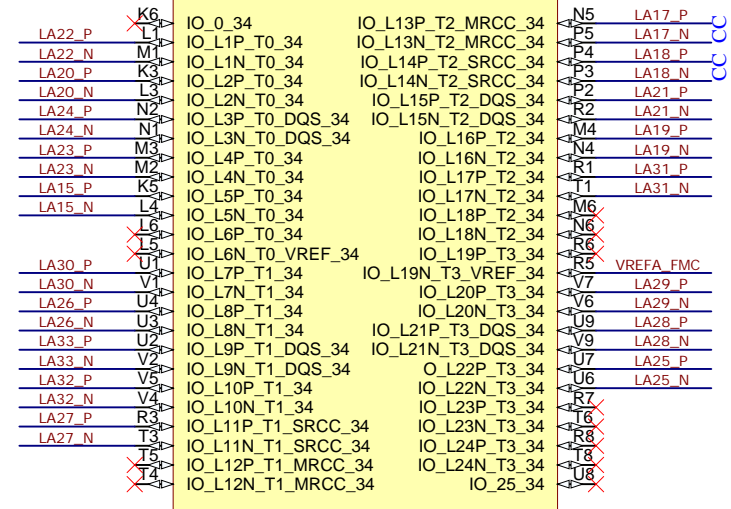 K6 IO_0_34 IO_L13P_T2_MRCC_34 N5 LA17_P
LA22_P L1 IO_L1P_T0_34 IO_L13N_T2_MRCC_34 P5 LA17_N CC
LA22_N M1 IO_L1N_T0_34 IO_L14P_T2_SRCC_34 P4 LA18_P
LA20_P K3 IO_L2P_T0_34 IO_L14N_T2_SRCC_34 P3 LA18_N CC
LA20_N L3 IO_L2N_T0_34 IO_L15P_T2_DQS_34 P2 LA21_P
LA24_P N2 IO_L3P_T0_DQS_34 IO_L15N_T2_DQS_34 R2 LA21_N
LA24_N N1 IO_L3N_T0_DQS_34 IO_L16P_T2_34 M4 LA19_P
LA23_P M3 IO_L4P_T0_34 IO_L16N_T2_34 N4 LA19_N
LA23_N M2 IO_L4N_T0_34 IO_L17P_T2_34 R1 LA31_P
LA15_P K5 IO_L5P_T0_34 IO_L17N_T2_34 T1 LA31_N
LA15_N L4 IO_L5N_T0_34 IO_L18P_T2_34 M6
L6 IO_L6P_T0_34 IO_L18N_T2_34 N6
L5 IO_L6N_T0_VREF_34 IO_L19P_T3_34 R6
LA30_P U1 IO_L7P_T1_34 IO_L19N_T3_VREF_34 R5 VREFA_FMC
LA30_N V1 IO_L7N_T1_34 IO_L20P_T3_34 V7 LA29_P
LA26_P U4 IO_L8P_T1_34 IO_L20N_T3_34 V6 LA29_N
LA26_N U3 IO_L8N_T1_34 IO_L21P_T3_DQS_34 U9 LA28_P
LA33_P U2 IO_L9P_T1_DQS_34 IO_L21N_T3_DQS_34 V9 LA28_N
LA33_N V2 IO_L9N_T1_DQS_34 O_L22P_T3_34 U7 LA25_P
LA32_P V5 IO_L10P_T1_34 IO_L22N_T3_34 U6 LA25_N
LA32_N V4 IO_L10N_T1_34 IO_L23P_T3_34 R7
LA27_P R3 IO_L11P_T1_SRCC_34 IO_L23N_T3_34 T6
LA27_N T3 IO_L11N_T1_SRCC_34 IO_L24P_T3_34 R8
T5 IO_L12P_T1_MRCC_34 IO_L24N_T3_34 T8
T4 IO_L12N_T1_MRCC_34 IO_25_34 U8